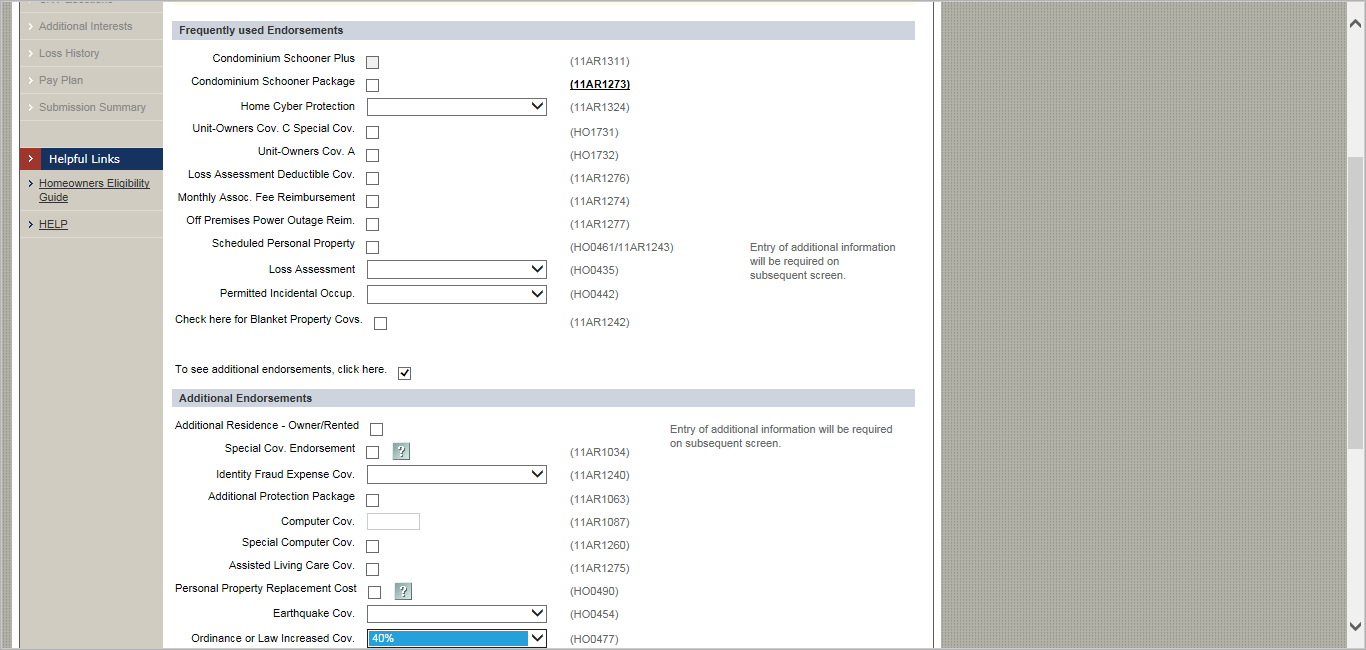 Additional Interests
Loss History
Pay Plan
Submission Summary
Helpful Links
Homeowners Eligibility
Guide
HELP
Frequently used Endorsements
Condominium Schooner Plus (11AR1311)
Condominium Schooner Package (11AR1273)
Home Cyber Protection (11AR1324)
Unit-Owners Cov. C Special Cov. (HO1731)
Unit-Owners Cov. A (HO1732)
Loss Assessment Deductible Cov. (11AR1276)
Monthly Assoc. Fee Reimbursement (11AR1274)
Off Premises Power Outage Reim. (11AR1277)
Scheduled Personal Property (HO0461/11AR1243) Entry of additional information
will be required on
subsequent screen.
Loss Assessment (HO0435)
Permitted Incidental Occup. (HO0442)
Check here for Blanket Property Covs. (11AR1242)
To see additional endorsements, click here.
Additional Endorsements
Additional Residence - Owner/Rented Entry of additional information will be required
on subsequent screen.
Special Cov. Endorsement ? (11AR1034)
Identity Fraud Expense Cov. (11AR1240)
Additional Protection Package (11AR1063)
Computer Cov. (11AR1087)
Special Computer Cov. (11AR1260)
Assisted Living Care Cov. (11AR1275)
Personal Property Replacement Cost ? (HO0490)
Earthquake Cov. (HO0454)
Ordinance or Law Increased Cov. 40% (HO0477)